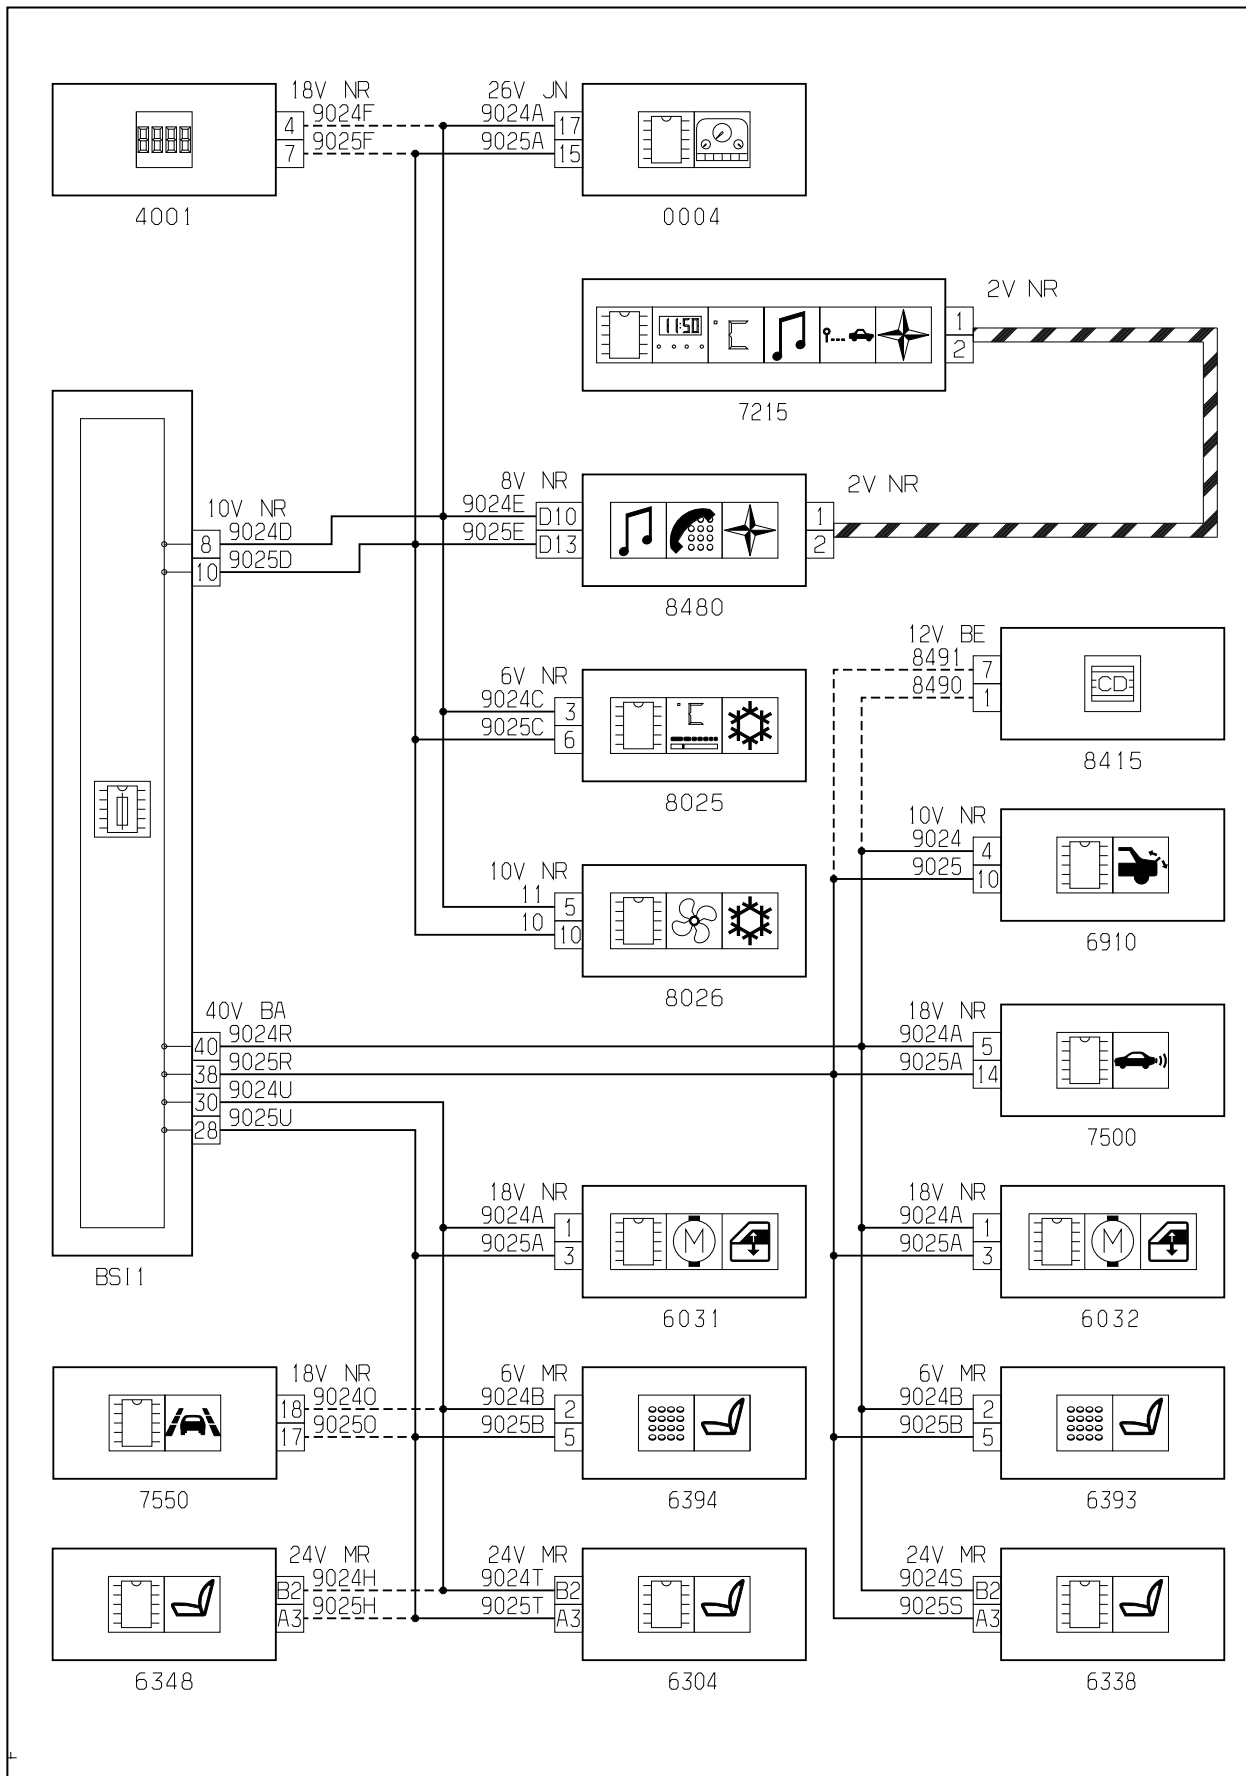 18V NR
9024F
4
9025F
7
4001
26V JN
9024A
17
9025A
15
0004
2V NR
11:50
°C
1
2
7215
10V NR
9024D
8
9025D
10
8V NR
9024E
D10
9025E
D13
2V NR
1
2
8480
12V BE
8491
7
8490
1
CD
8415
6V NR
9024C
3
9025C
6
°C
8025
10V NR
9024
4
9025
10
6910
10V NR
11
5
10
10
8026
40V BA
9024R
40
9025R
38
9024U
30
9025U
28
BSI1
18V NR
9024A
5
9025A
14
7500
18V NR
9024A
1
9025A
3
M
6031
18V NR
9024A
1
9025A
3
M
6032
18V NR
9024O
18
9025O
17
7550
6V MR
9024B
2
9025B
5
6394
6V MR
9024B
2
9025B
5
6393
24V MR
9024H
B2
9025H
A3
6348
24V MR
9024T
B2
9025T
A3
6304
24V MR
9024S
B2
9025S
A3
6338